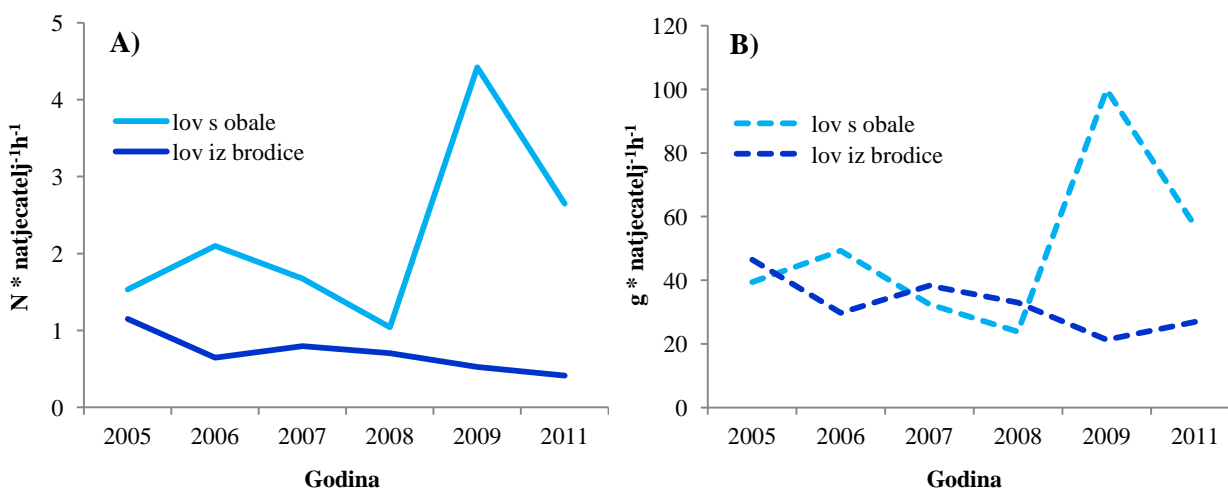 A)
N * natjecatelj-1h-1
5
4
3
2
1
0
lov s obale
lov iz brodice
2005 2006 2007 2008 2009 2011
Godina
B)
g * natjecatelj-1h-1
120
100
80
60
40
20
0
lov s obale
lov iz brodice
2005 2006 2007 2008 2009 2011
Godina